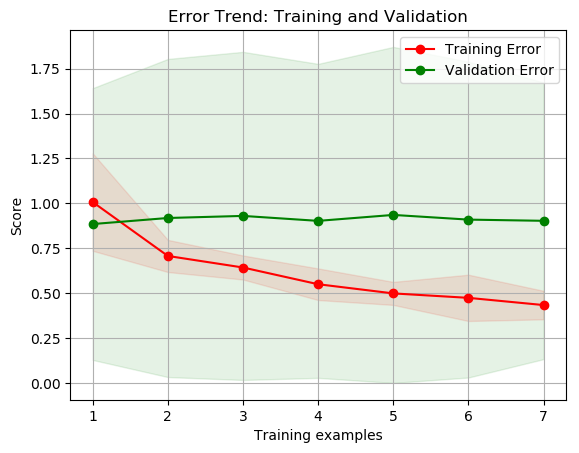 Error Trend: Training and Validation
Training Error
Validation Error
1.75
1.50
1.25
1.00
0.75
0.50
0.25
0.00
Score
1 2 3 4 5 6 7
Training examples